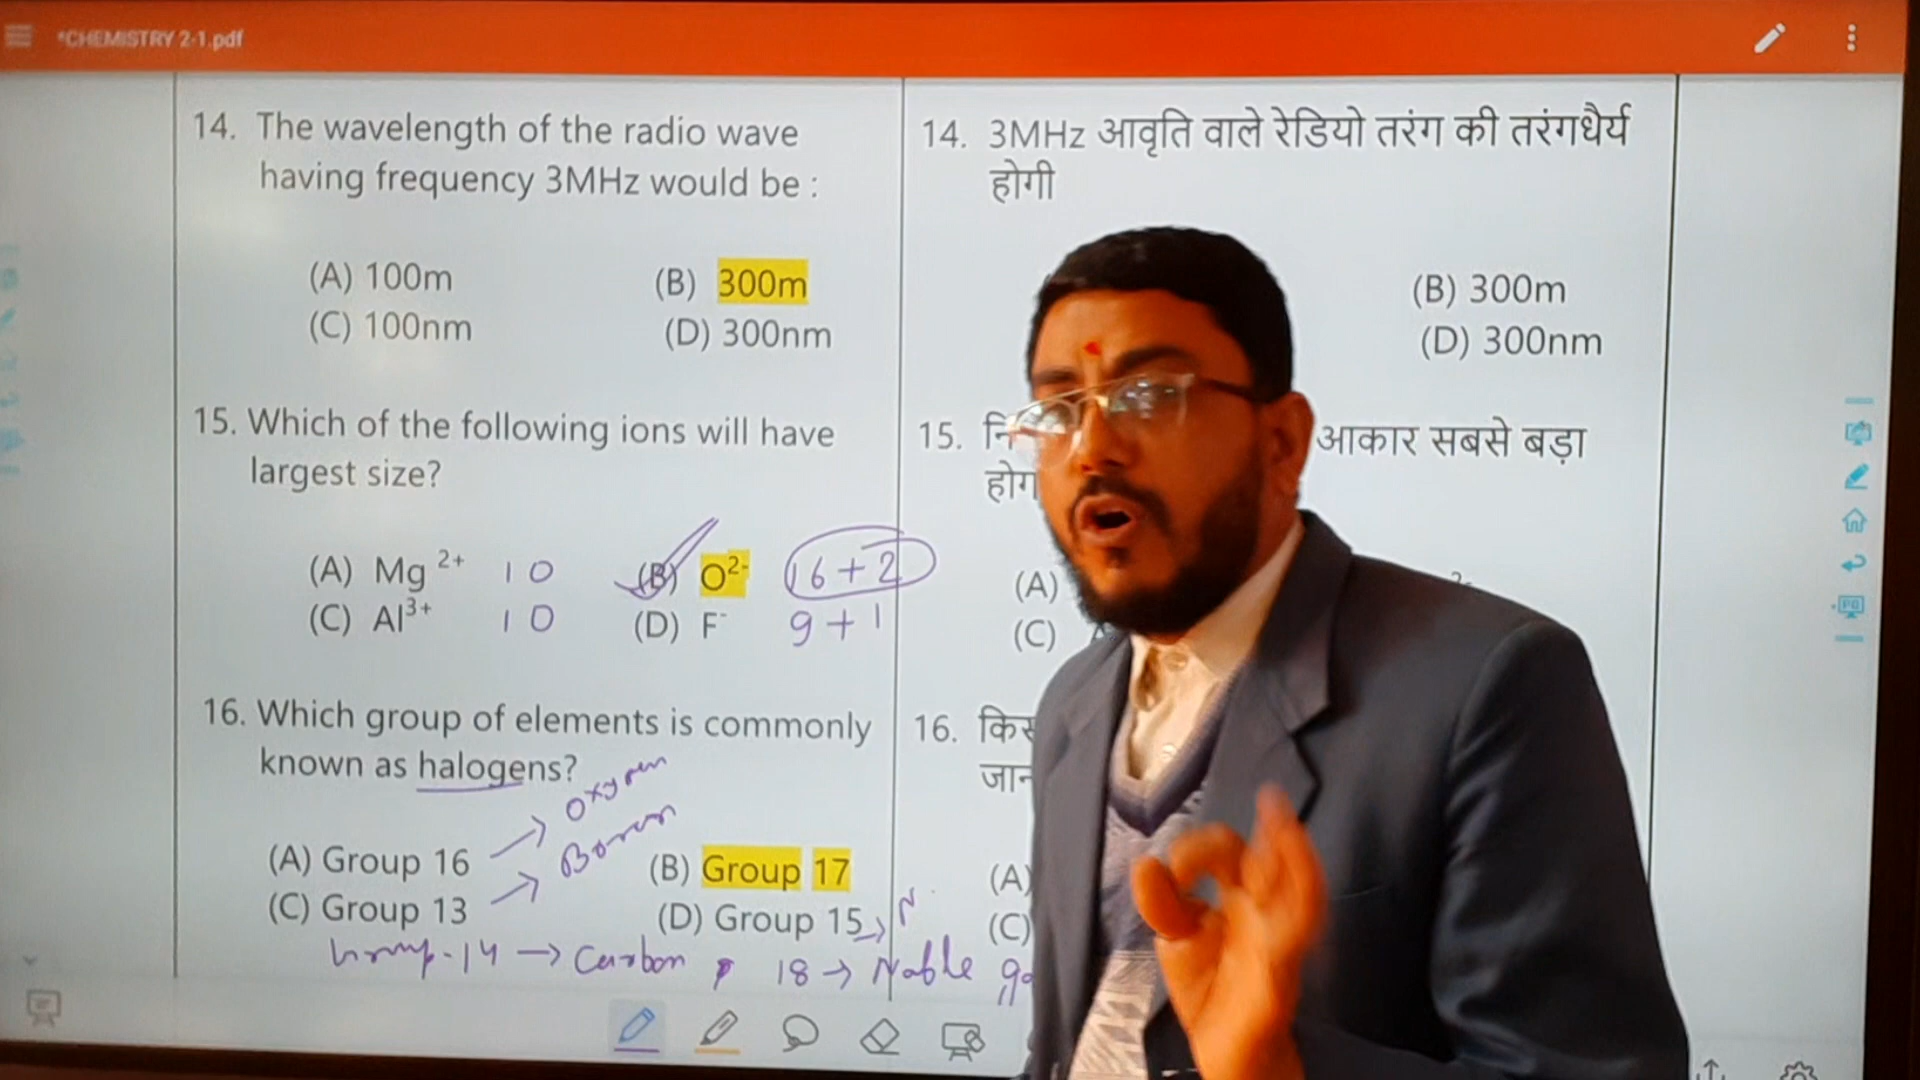 *CHEMISTRY 2-1.pdf
14. The wavelength of the radio wave
having frequency 3MHz would be :
(A) 100m (B) 300m
(C) 100nm (D) 300nm
15. Which of the following ions will have
largest size?
(A) Mg 2+ 10 (B) O2- 16+2
(C) Al3+ 10 (D) F- 9+1
16. Which group of elements is commonly
known as halogens?
(A) Group 16 → Oxygen (B) Group 17
(C) Group 13 → Boron (D) Group 15 → N
Group-14 → Carbon, 18 → Noble
14. 3MHz आवृति वाले रेडियो तरंग की तरंगधैर्य
होगी
(B) 300m
(D) 300nm
15. आकार सबसे बड़ा
(A)
(C)
16.
(A)
(C)